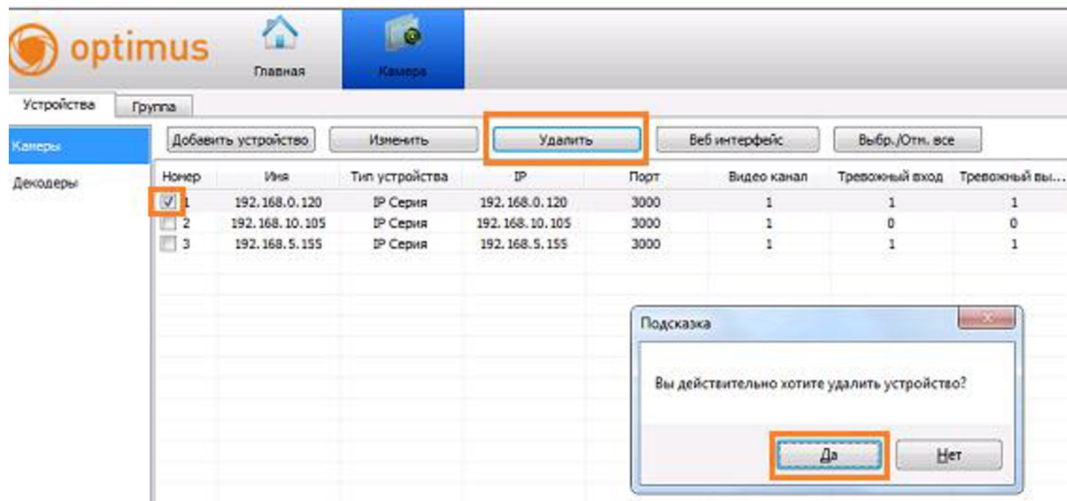 optimus
Главная Камера
Устройства Группа
Камеры Добавить устройство Изменить Удалить Веб интерфейс Выбр./Отм. все
Декодеры
Номер Имя Тип устройства IP Порт Видео канал Тревожный вход Тревожный вы...
1 192.168.0.120 IP Серия 192.168.0.120 3000 1 1 1
2 192.168.10.105 IP Серия 192.168.10.105 3000 1 0 0
3 192.168.5.155 IP Серия 192.168.5.155 3000 1 1 1
Подсказка
Вы действительно хотите удалить устройство?
Да Нет